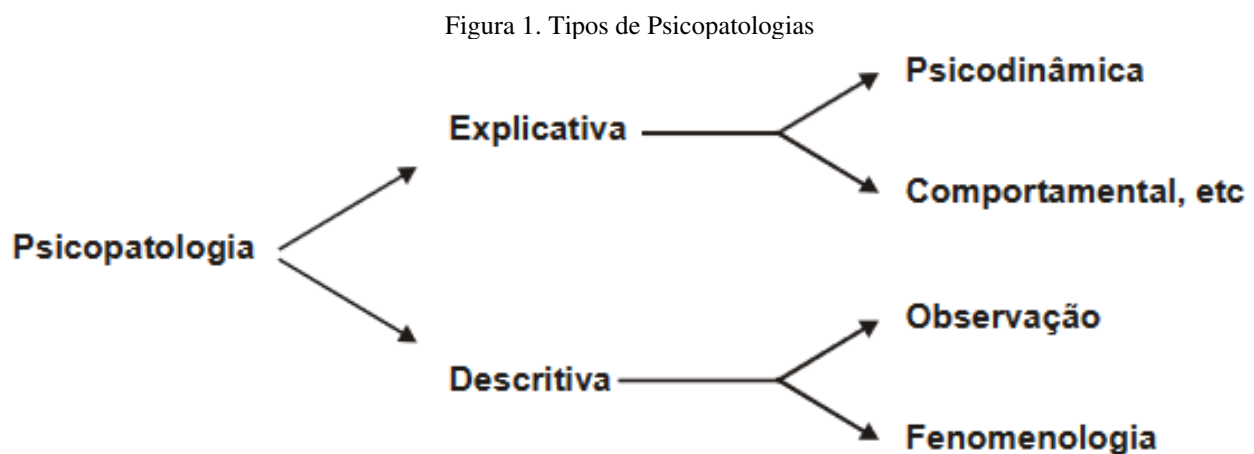 Figura 1. Tipos de Psicopatologias
Psicodinâmica
Explicativa
Comportamental, etc
Psicopatologia
Observação
Descritiva
Fenomenologia